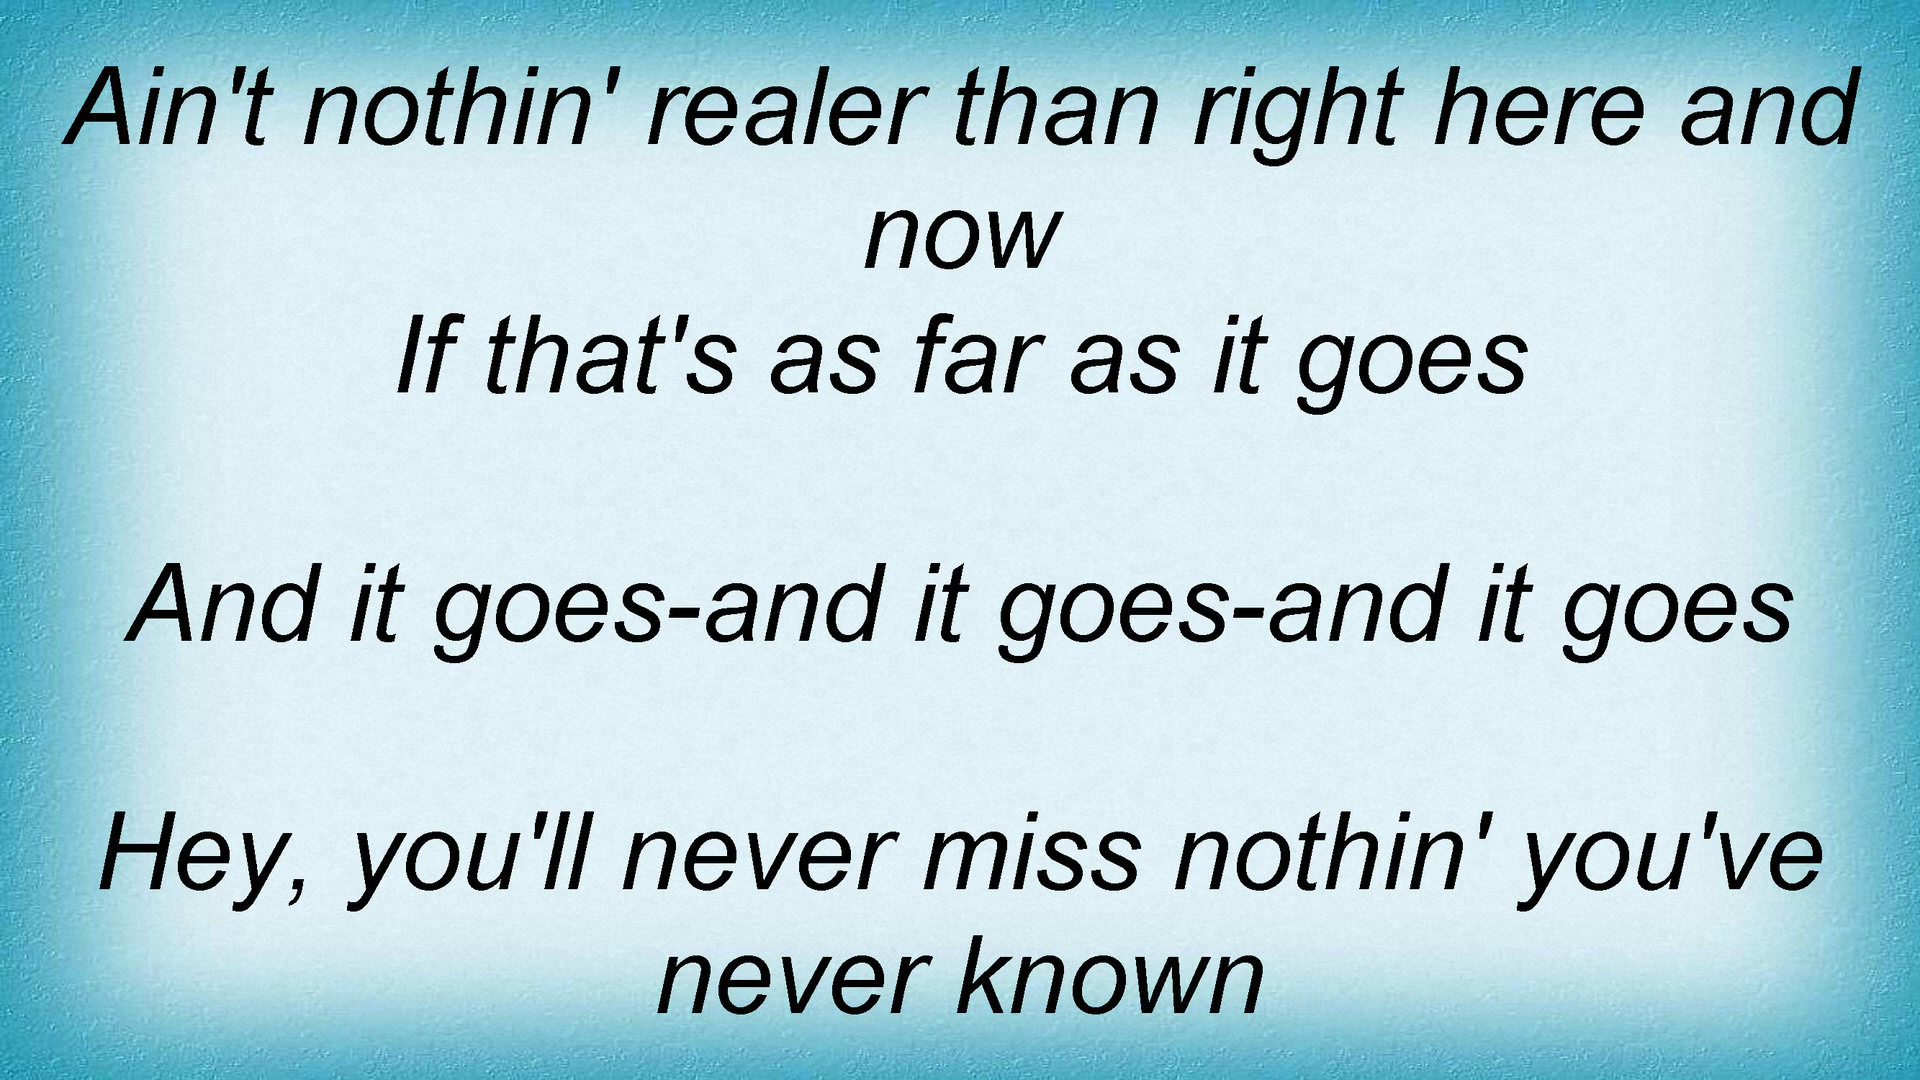 Ain't nothin' realer than right here and
now
If that's as far as it goes
And it goes-and it goes-and it goes
Hey, you'll never miss nothin' you've
never known